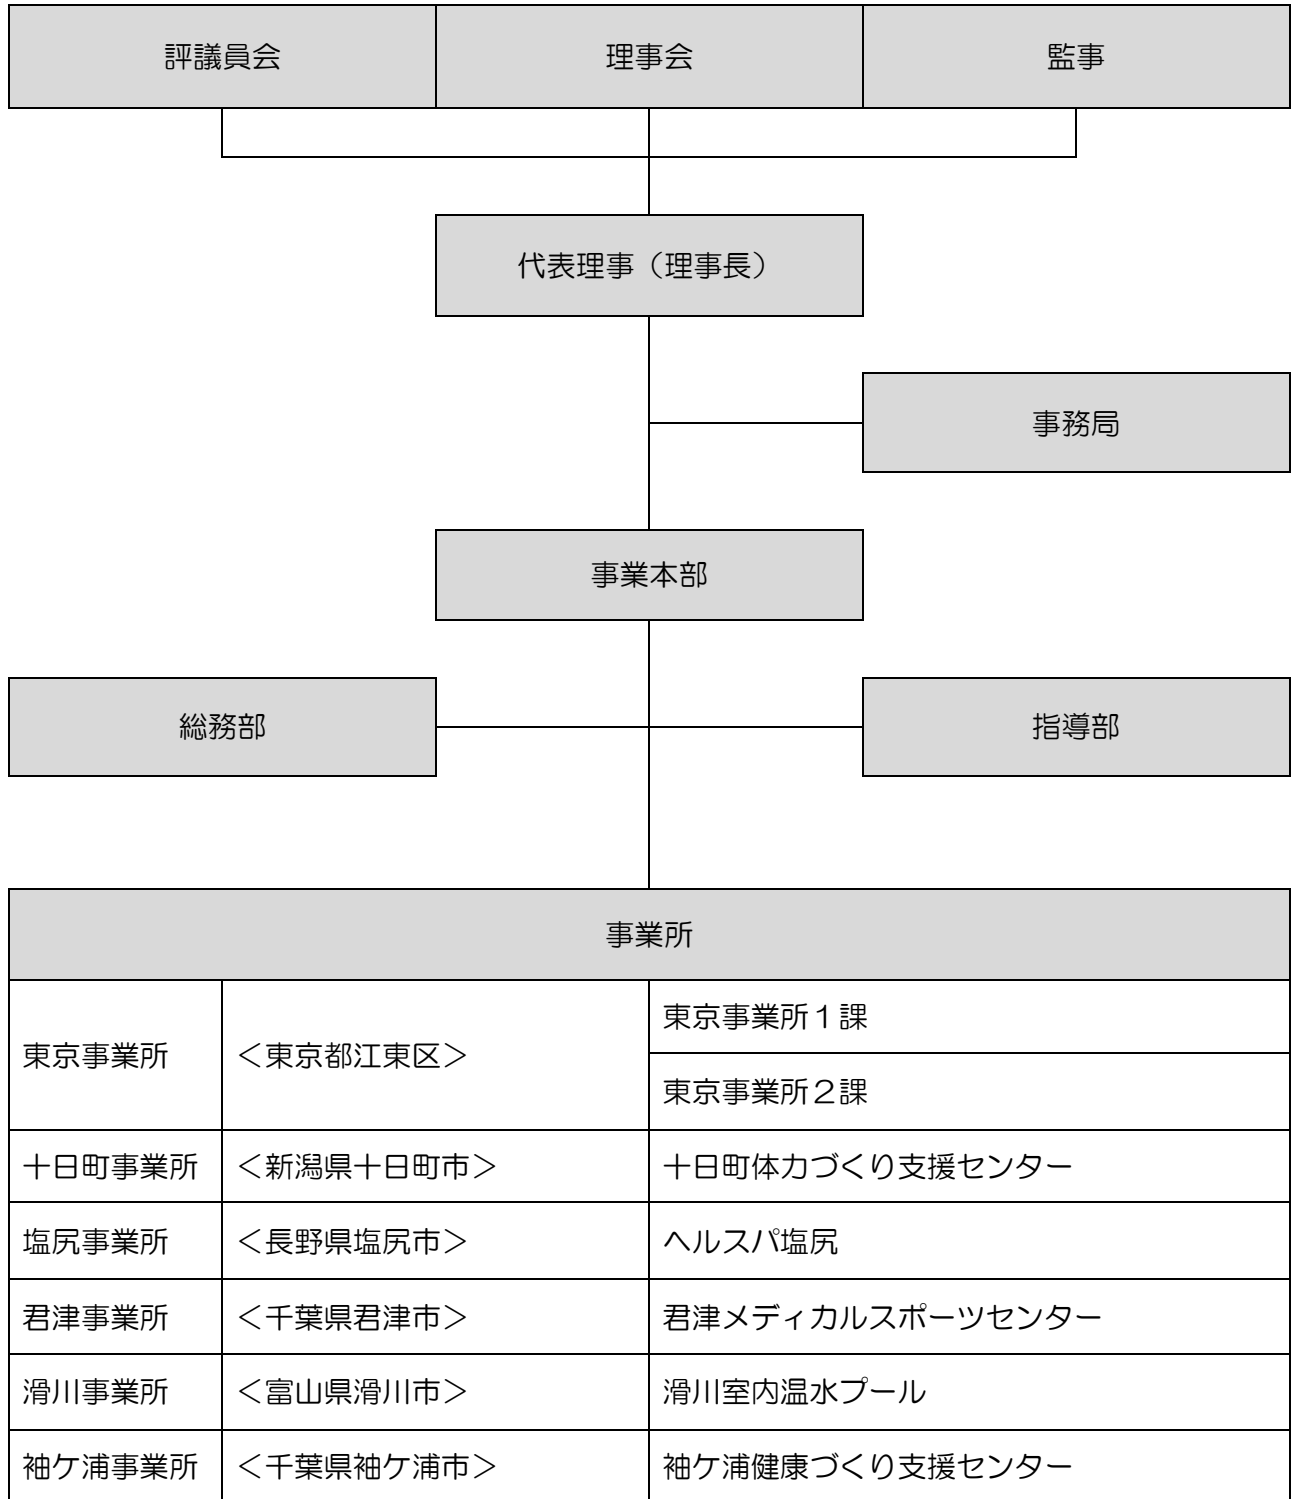 評議員会
理事会
監事
代表理事（理事長）
事務局
事業本部
総務部
指導部
事業所
東京事業所
＜東京都江東区＞
東京事業所１課
東京事業所２課
十日町事業所
＜新潟県十日町市＞
十日町体力づくり支援センター
塩尻事業所
＜長野県塩尻市＞
ヘルスパ塩尻
君津事業所
＜千葉県君津市＞
君津メディカルスポーツセンター
滑川事業所
＜富山県滑川市＞
滑川室内温水プール
袖ケ浦事業所
＜千葉県袖ケ浦市＞
袖ケ浦健康づくり支援センター